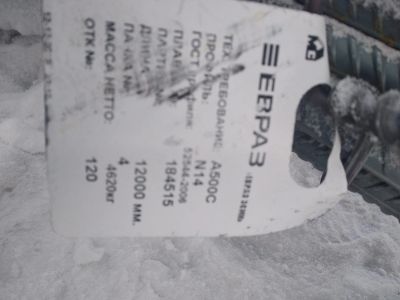 ЕВРАЗ
ТЕХ. ТРЕБОВАНИЕ: А500С
ПРОФИЛЬ: N14
ГОСТ профиля: 52544-2006
ПЛАВКА 184515
ДЛИНА 12000 ММ.
4
МАССА НЕТТО: 4620кг
ОТК №: 120